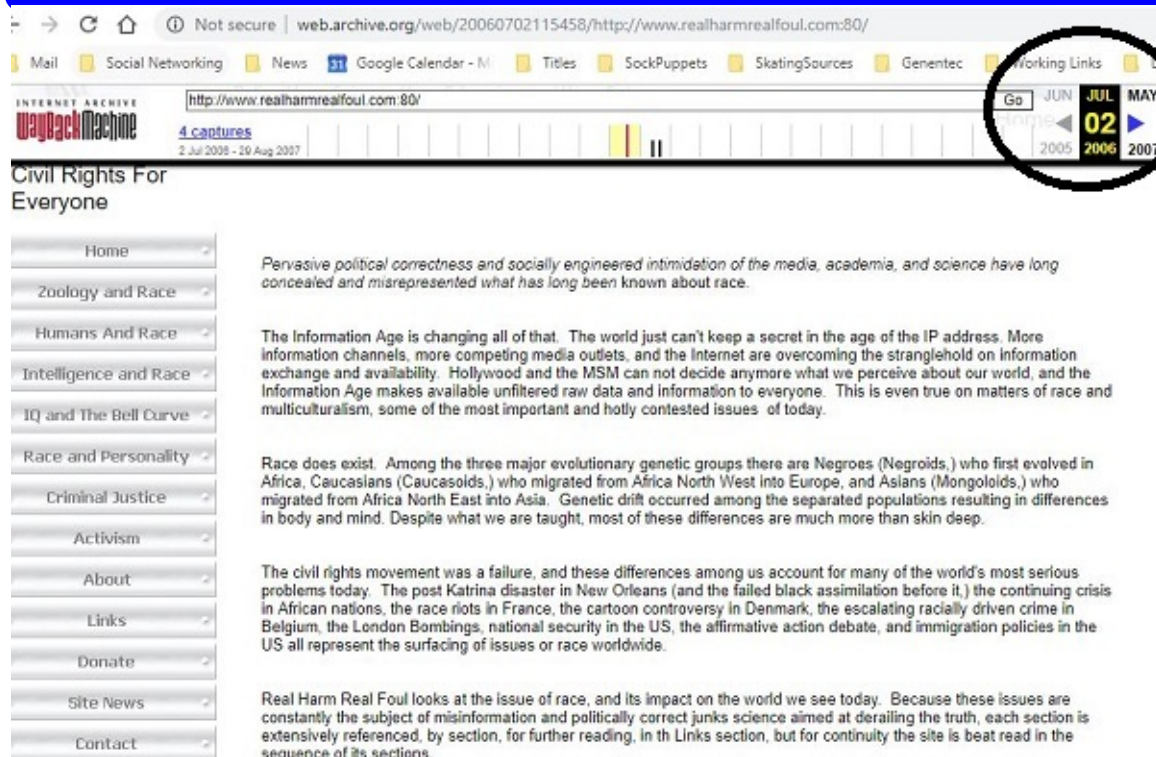 Not secure | web.archive.org/web/20060702115458/http://www.realharmrealfoul.com:80/
Mail Social Networking News 31 Google Calendar - M Titles SockPuppets SkatingSources Genentec Working Links
INTERNET ARCHIVE
WayBackMachine
http://www.realharmrealfoul.com:80/ Go JUN JUL MAY
4 captures 02
2 Jul 2006 - 29 Aug 2007 2005 2006 2007
Home
Civil Rights For
Everyone
Home
Zoology and Race
Humans And Race
Intelligence and Race
IQ and The Bell Curve
Race and Personality
Criminal Justice
Activism
About
Links
Donate
Site News
Contact
Pervasive political correctness and socially engineered intimidation of the media, academia, and science have long
concealed and misrepresented what has long been known about race.
The Information Age is changing all of that. The world just can't keep a secret in the age of the IP address. More
information channels, more competing media outlets, and the Internet are overcoming the stranglehold on information
exchange and availability. Hollywood and the MSM can not decide anymore what we perceive about our world, and the
Information Age makes available unfiltered raw data and information to everyone. This is even true on matters of race and
multiculturalism, some of the most important and hotly contested issues of today.
Race does exist. Among the three major evolutionary genetic groups there are Negroes (Negroids,) who first evolved in
Africa, Caucasians (Caucasoids,) who migrated from Africa North West into Europe, and Asians (Mongoloids,) who
migrated from Africa North East into Asia. Genetic drift occurred among the separated populations resulting in differences
in body and mind. Despite what we are taught, most of these differences are much more than skin deep.
The civil rights movement was a failure, and these differences among us account for many of the world's most serious
problems today. The post Katrina disaster in New Orleans (and the failed black assimilation before it,) the continuing crisis
in African nations, the race riots in France, the cartoon controversy in Denmark, the escalating racially driven crime in
Belgium, the London Bombings, national security in the US, the affirmative action debate, and immigration policies in the
US all represent the surfacing of issues or race worldwide.
Real Harm Real Foul looks at the issue of race, and its impact on the world we see today. Because these issues are
constantly the subject of misinformation and politically correct junks science aimed at derailing the truth, each section is
extensively referenced, by section, for further reading, in th Links section, but for continuity the site is beat read in the
sequence of its sections.